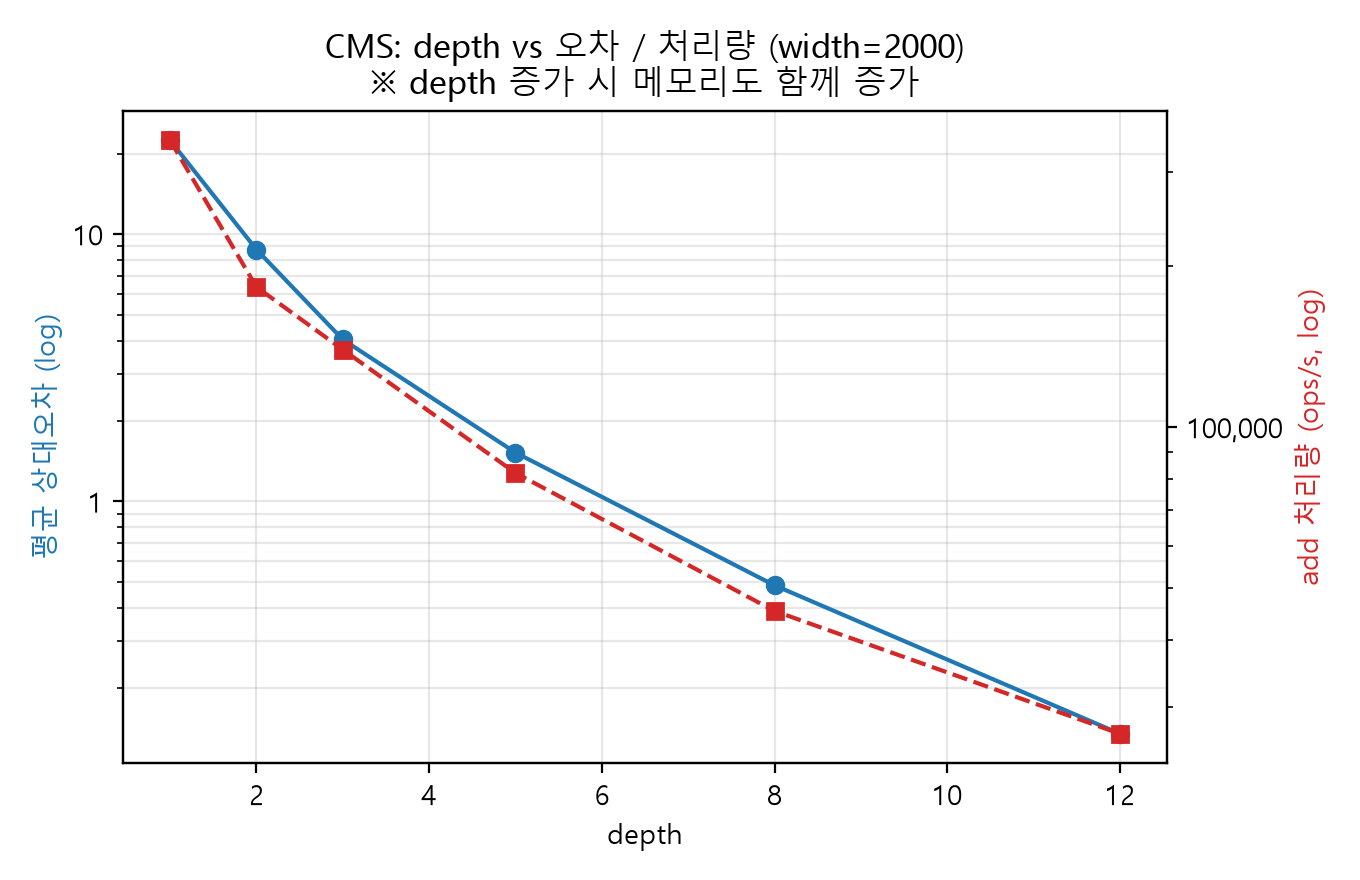 CMS: depth vs 오차 / 처리량 (width=2000)
※ depth 증가 시 메모리도 함께 증가
평균 상대오차 (log)
10
1
100,000
add 처리량 (ops/s, log)
2 4 6 8 10 12
depth